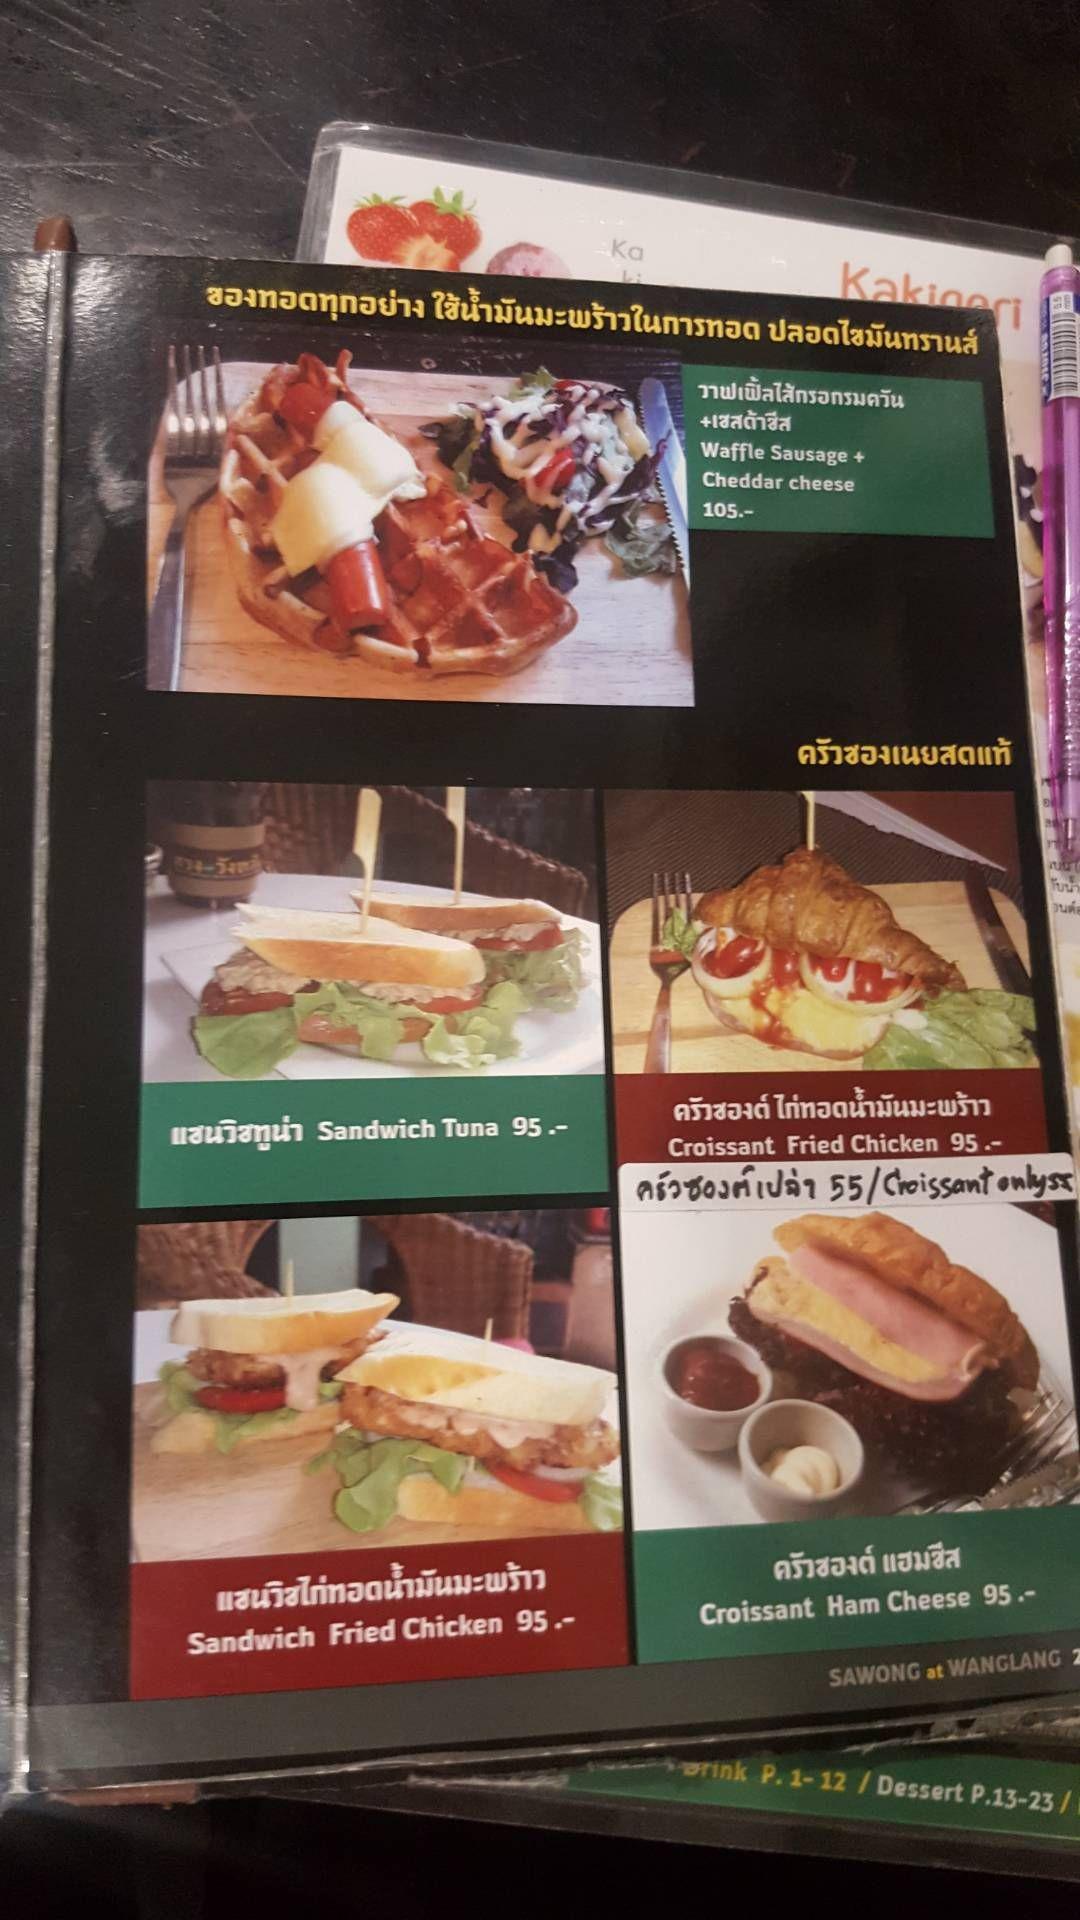 Ka
ki
Kakigori
ของทอดทุกอย่าง ใช้น้ำมันมะพร้าวในการทอด ปลอดไขมันทรานส์
วาฟเฟิ้ลไส้กรอกรมควัน
+เชสด้าชีส
Waffle Sausage +
Cheddar cheese
105.-
ครัวซองเนยสดแท้
แซนวิชทูน่า Sandwich Tuna 95.-
ครัวซองต์ ไก่ทอดน้ำมันมะพร้าว
Croissant Fried Chicken 95.-
ครัวซองต์เปล่า 55/Croissant only 55
แซนวิชไก่ทอดน้ำมันมะพร้าว
Sandwich Fried Chicken 95.-
ครัวซองต์ แฮมชีส
Croissant Ham Cheese 95.-
SAWONG at WANGLANG 2
Drink P. 1-12 / Dessert P.13-23 /